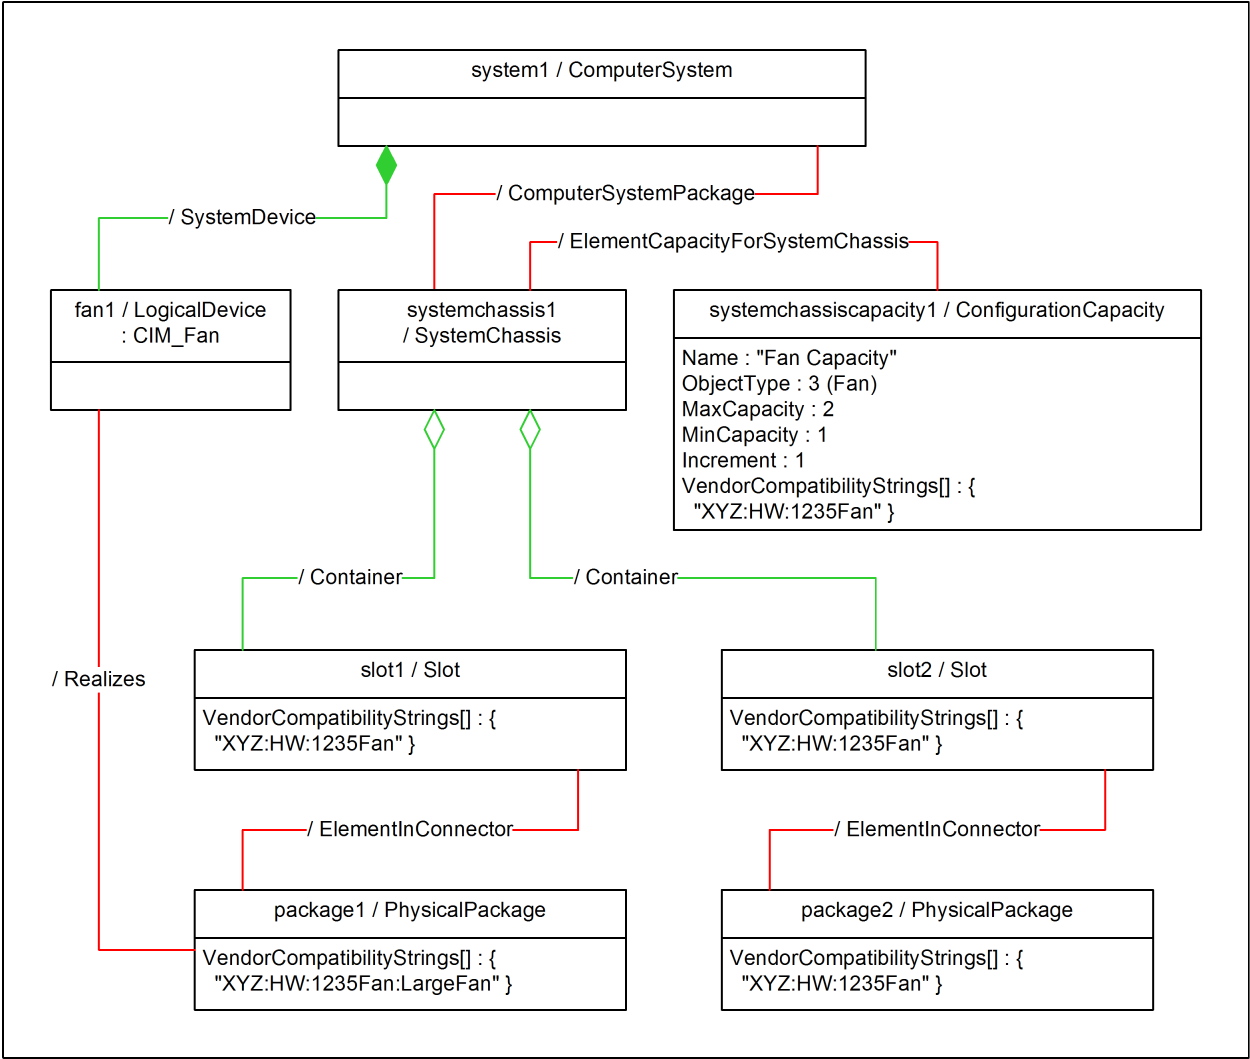 system1 / ComputerSystem
/ ComputerSystemPackage
/ SystemDevice
/ ElementCapacityForSystemChassis
fan1 / LogicalDevice
: CIM_Fan
systemchassis1
/ SystemChassis
systemchassiscapacity1 / ConfigurationCapacity
Name : "Fan Capacity"
ObjectType : 3 (Fan)
MaxCapacity : 2
MinCapacity : 1
Increment : 1
VendorCompatibilityStrings[] : {
"XYZ:HW:1235Fan" }
/ Container
/ Container
/ Realizes
slot1 / Slot
VendorCompatibilityStrings[] : {
"XYZ:HW:1235Fan" }
slot2 / Slot
VendorCompatibilityStrings[] : {
"XYZ:HW:1235Fan" }
/ ElementInConnector
/ ElementInConnector
package1 / PhysicalPackage
VendorCompatibilityStrings[] : {
"XYZ:HW:1235Fan:LargeFan" }
package2 / PhysicalPackage
VendorCompatibilityStrings[] : {
"XYZ:HW:1235Fan" }